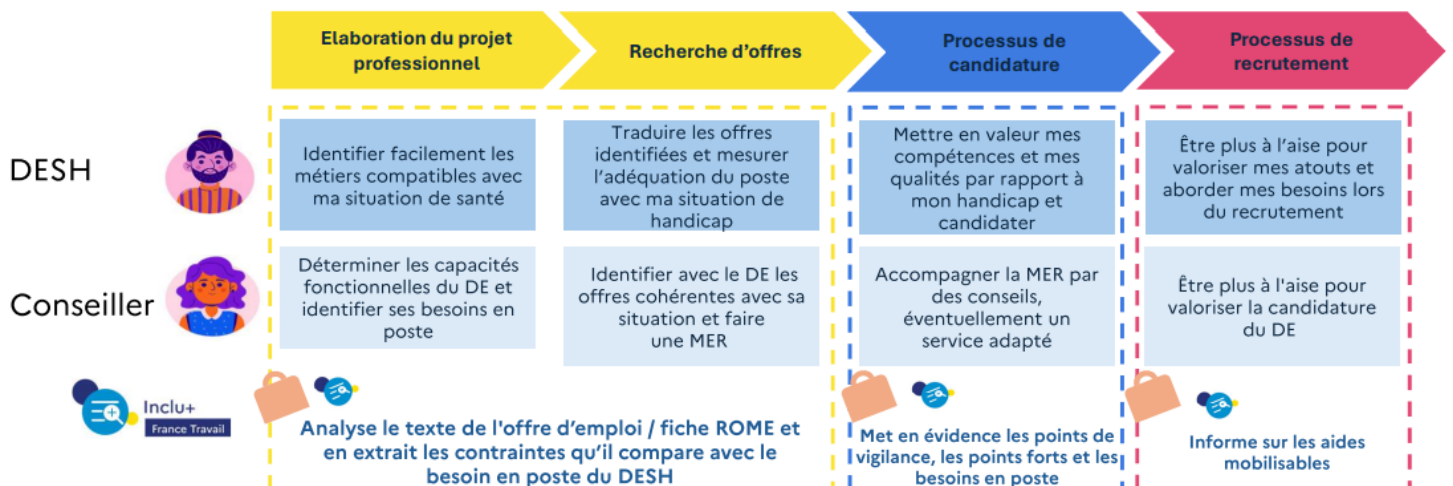 Elaboration du projet
professionnel
Recherche d'offres
Processus de
candidature
Processus de
recrutement
DESH
Identifier facilement les
métiers compatibles avec
ma situation de santé
Traduire les offres
identifiées et mesurer
l'adéquation du poste
avec ma situation de
handicap
Mettre en valeur mes
compétences et mes
qualités par rapport à
mon handicap et
candidater
Être plus à l'aise pour
valoriser mes atouts et
aborder mes besoins lors
du recrutement
Conseiller
Déterminer les capacités
fonctionnelles du DE et
identifier ses besoins en
poste
Identifier avec le DE les
offres cohérentes avec sa
situation et faire
une MER
Accompagner la MER par
des conseils,
éventuellement un
service adapté
Être plus à l'aise pour
valoriser la candidature
du DE
Inclu+
France Travail
Analyse le texte de l'offre d'emploi / fiche ROME et
en extrait les contraintes qu'il compare avec le
besoin en poste du DESH
Met en évidence les points de
vigilance, les points forts et les
besoins en poste
Informe sur les aides
mobilisables